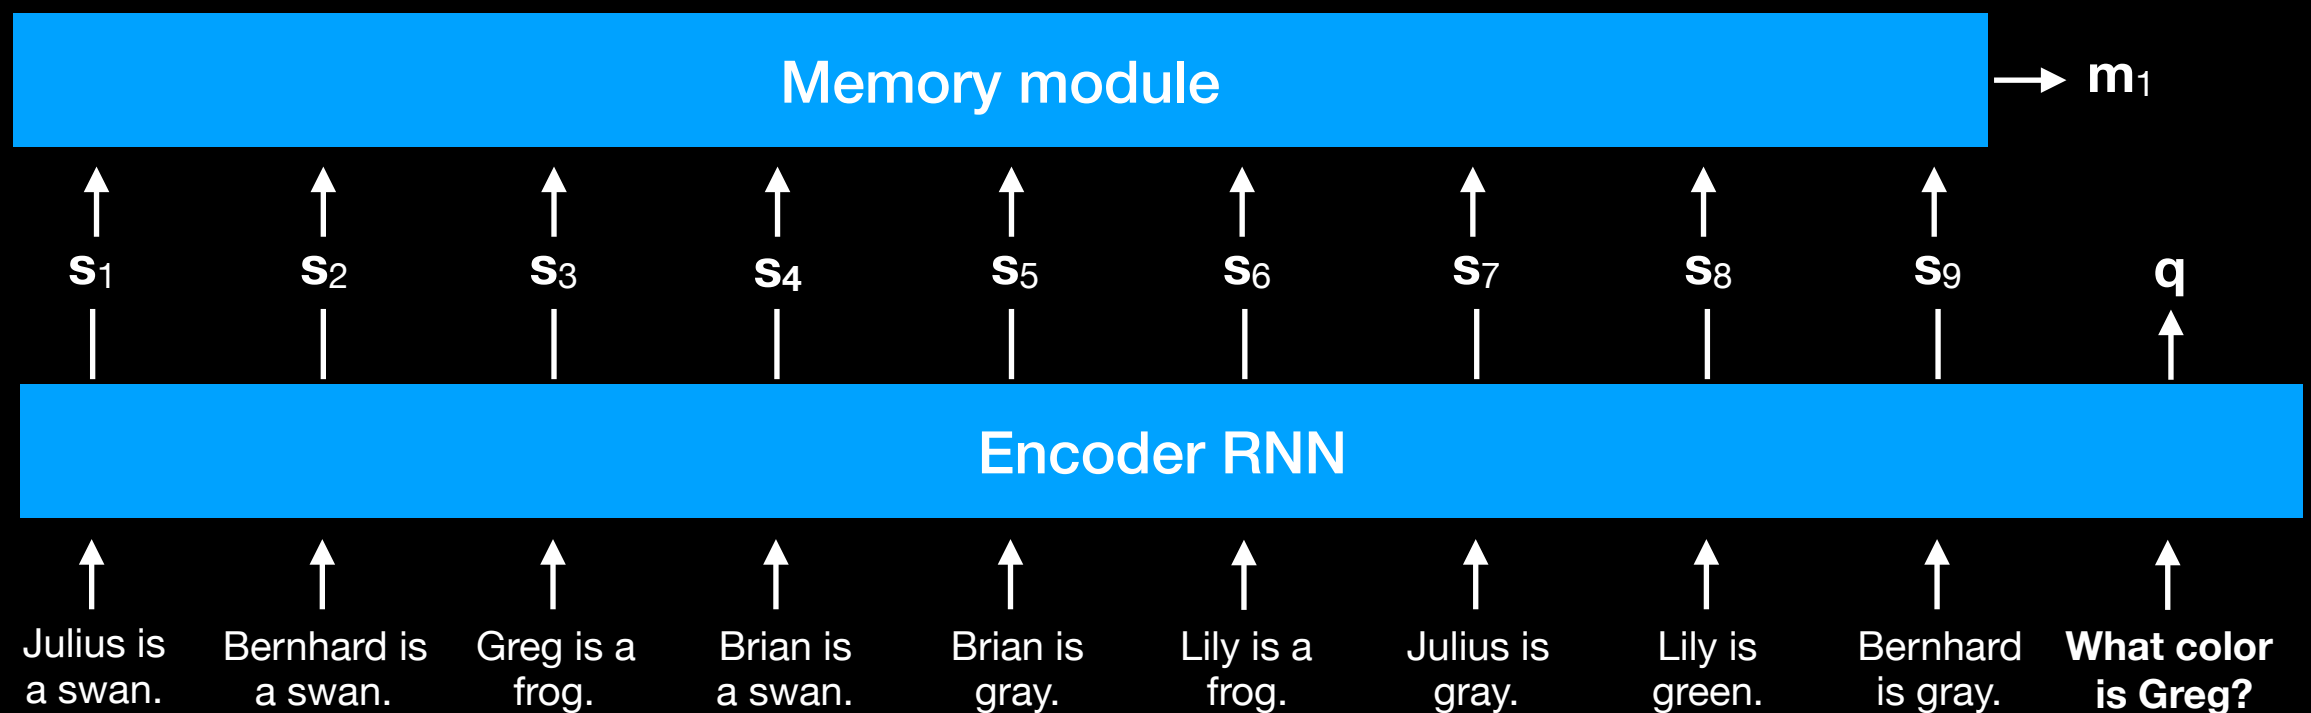 Memory module
m1
s1 s2 s3 s4 s5 s6 s7 s8 s9 q
Encoder RNN
Julius is
a swan.
Bernhard is
a swan.
Greg is a
frog.
Brian is
a swan.
Brian is
gray.
Lily is a
frog.
Julius is
gray.
Lily is
green.
Bernhard
is gray.
What color
is Greg?